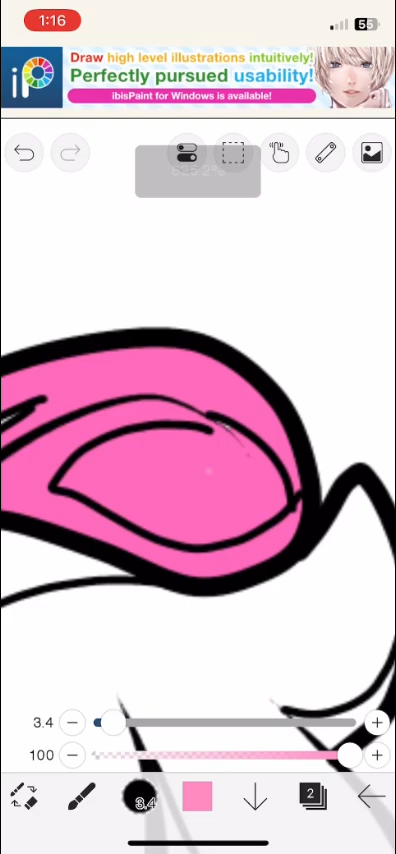 1:16
55
iP
Draw high level illustrations intuitively!
Perfectly pursued usability!
ibisPaint for Windows is available!
3.4
100
3.4
2